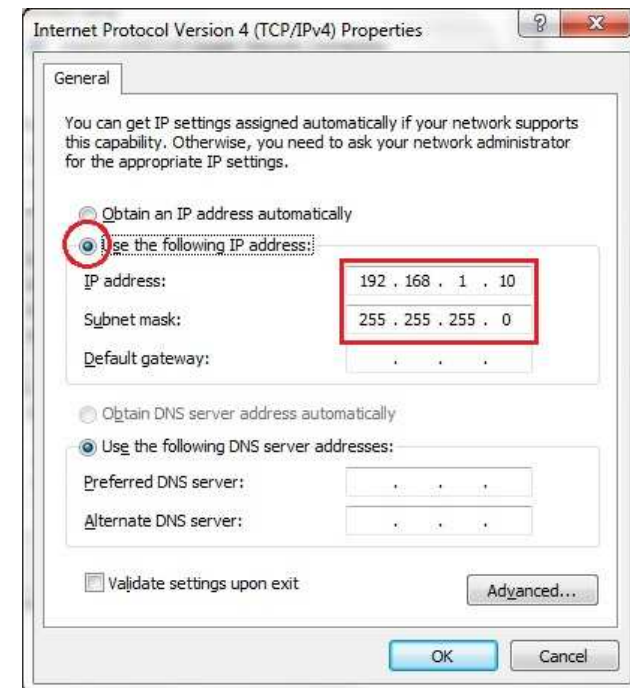 Internet Protocol Version 4 (TCP/IPv4) Properties
General
You can get IP settings assigned automatically if your network supports
this capability. Otherwise, you need to ask your network administrator
for the appropriate IP settings.
Obtain an IP address automatically
Use the following IP address:
IP address: 192 . 168 . 1 . 10
Subnet mask: 255 . 255 . 255 . 0
Default gateway: . . .
Obtain DNS server address automatically
Use the following DNS server addresses:
Preferred DNS server: . . .
Alternate DNS server: . . .
Validate settings upon exit
Advanced...
OK Cancel